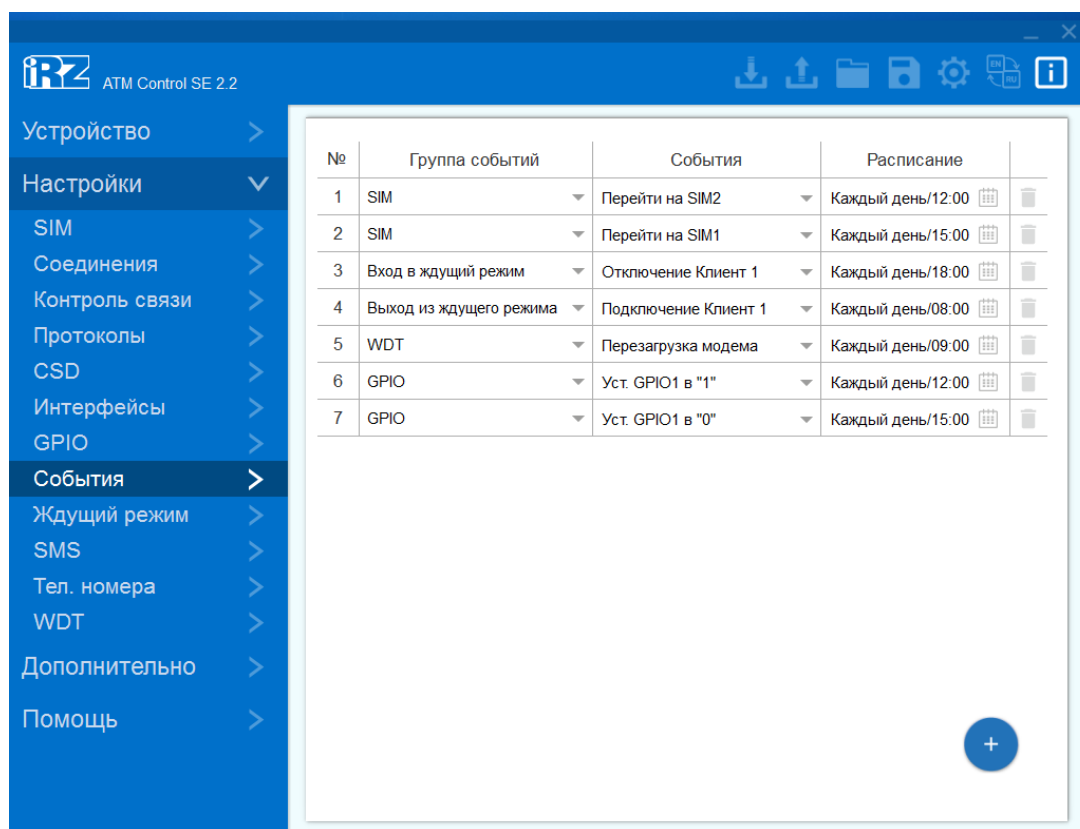 iRZ ATM Control SE 2.2
EN
RU
i
Устройство
Настройки
SIM
Соединения
Контроль связи
Протоколы
CSD
Интерфейсы
GPIO
События
Ждущий режим
SMS
Тел. номера
WDT
Дополнительно
Помощь
№ Группа событий События Расписание
1 SIM Перейти на SIM2 Каждый день/12:00
2 SIM Перейти на SIM1 Каждый день/15:00
3 Вход в ждущий режим Отключение Клиент 1 Каждый день/18:00
4 Выход из ждущего режима Подключение Клиент 1 Каждый день/08:00
5 WDT Перезагрузка модема Каждый день/09:00
6 GPIO Уст. GPIO1 в "1" Каждый день/12:00
7 GPIO Уст. GPIO1 в "0" Каждый день/15:00
+